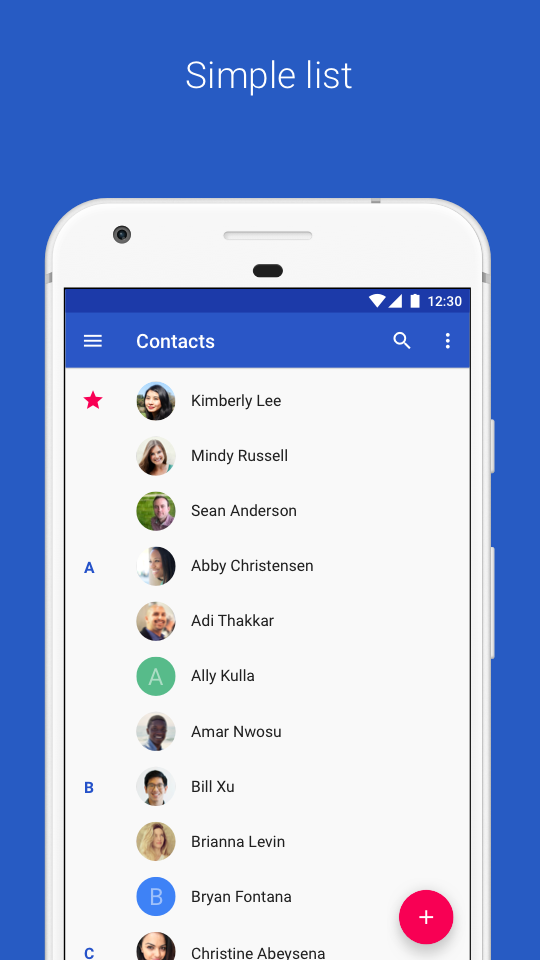 Simple list
12:30
Contacts
Kimberly Lee
Mindy Russell
Sean Anderson
A Abby Christensen
Adi Thakkar
A Ally Kulla
Amar Nwosu
B Bill Xu
Brianna Levin
B Bryan Fontana
C Christine Abeysena